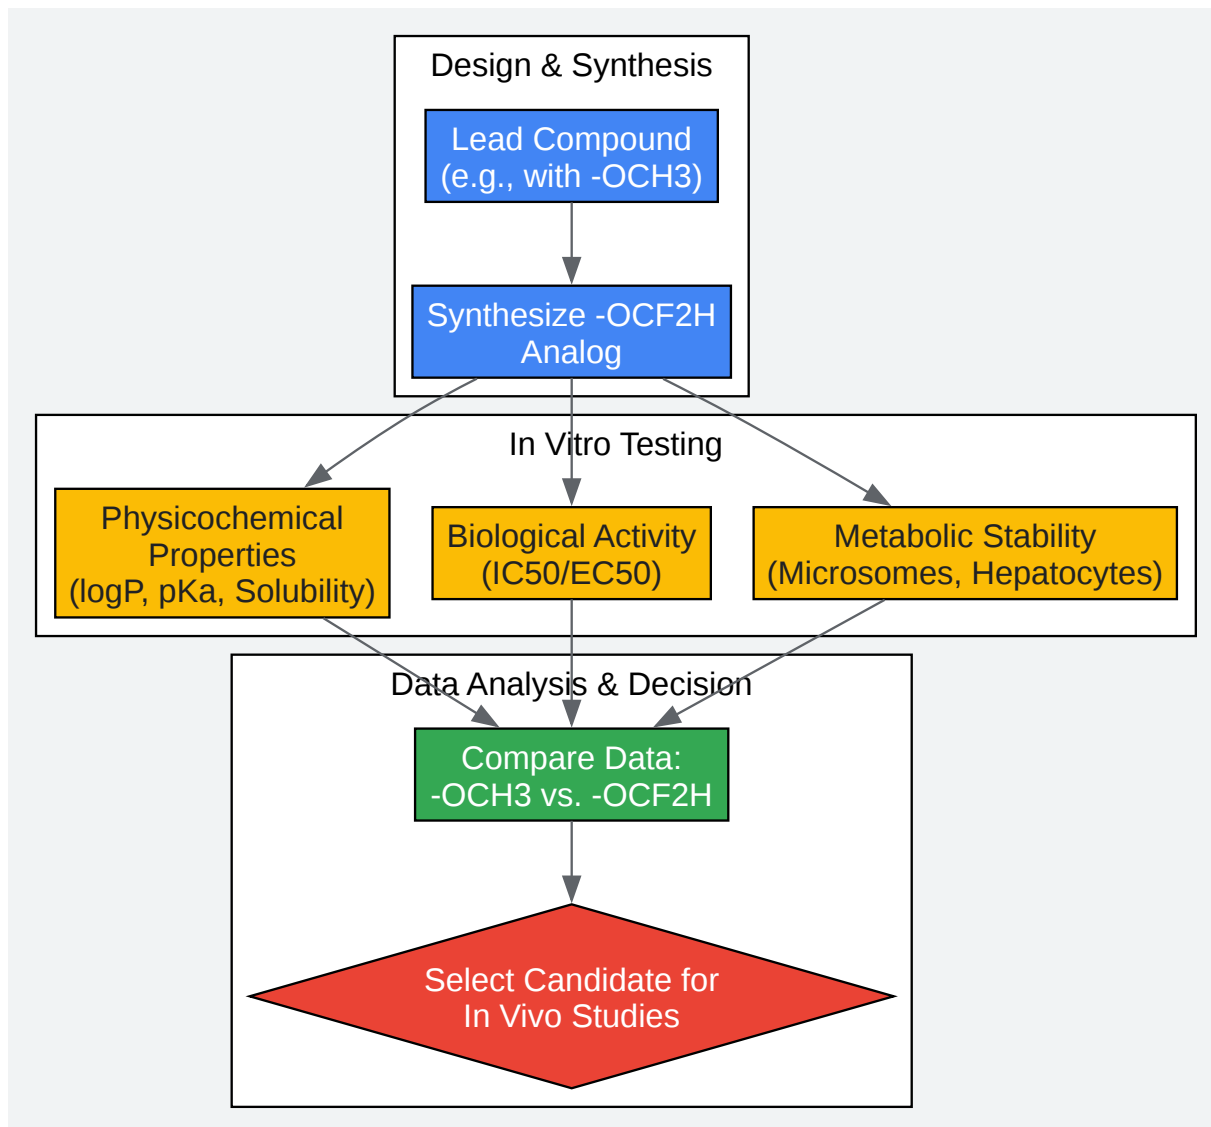 Design & Synthesis
Lead Compound
(e.g., with -OCH3)
Synthesize -OCF2H
Analog
In Vitro Testing
Physicochemical
Properties
(logP, pKa, Solubility)
Biological Activity
(IC50/EC50)
Metabolic Stability
(Microsomes, Hepatocytes)
Data Analysis & Decision
Compare Data:
-OCH3 vs. -OCF2H
Select Candidate for
In Vivo Studies